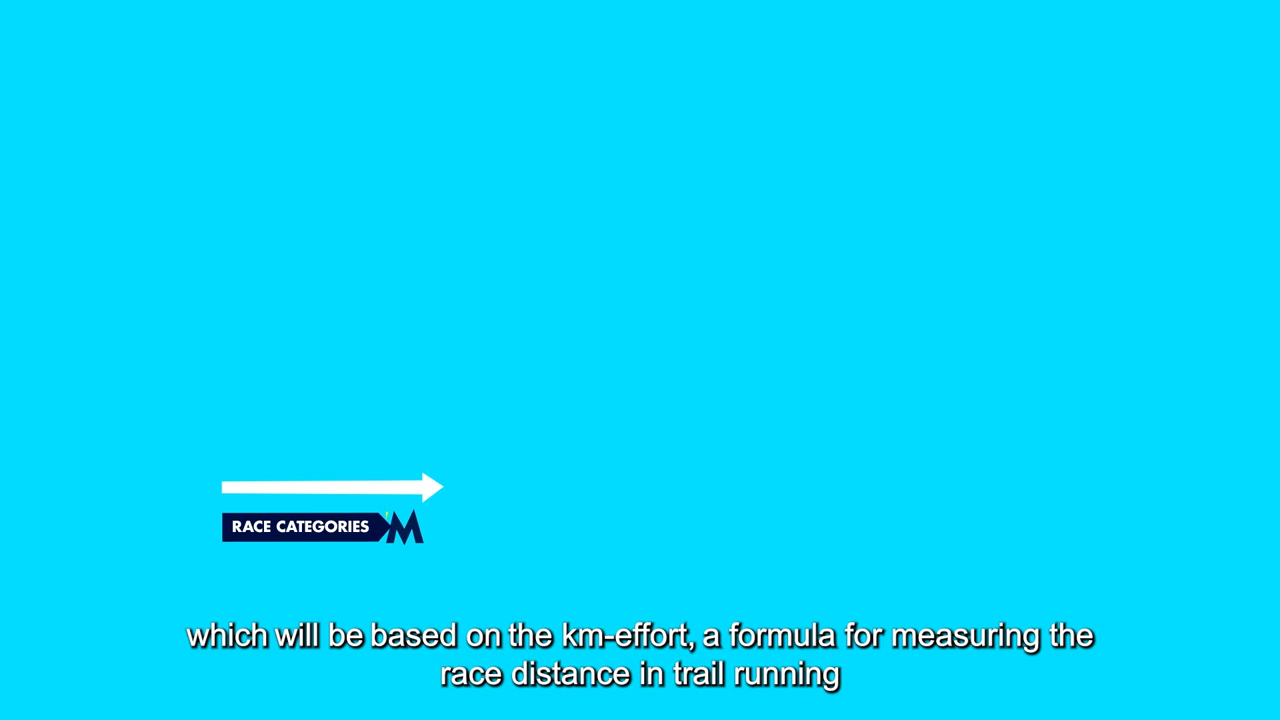 RACE CATEGORIES M
which will be based on the km-effort, a formula for measuring the
race distance in trail running